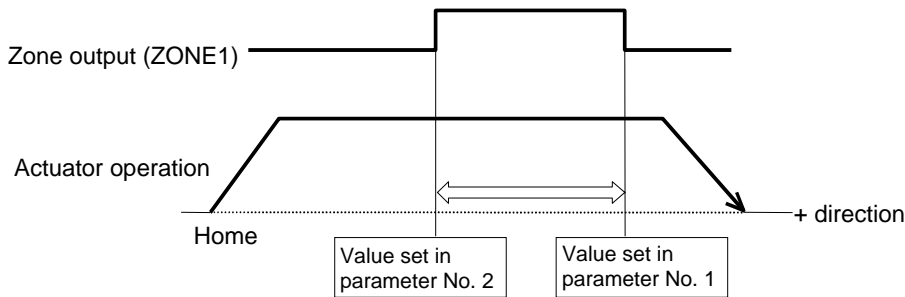 Zone output (ZONE1)
Actuator operation
+ direction
Home
Value set in
parameter No. 2
Value set in
parameter No. 1